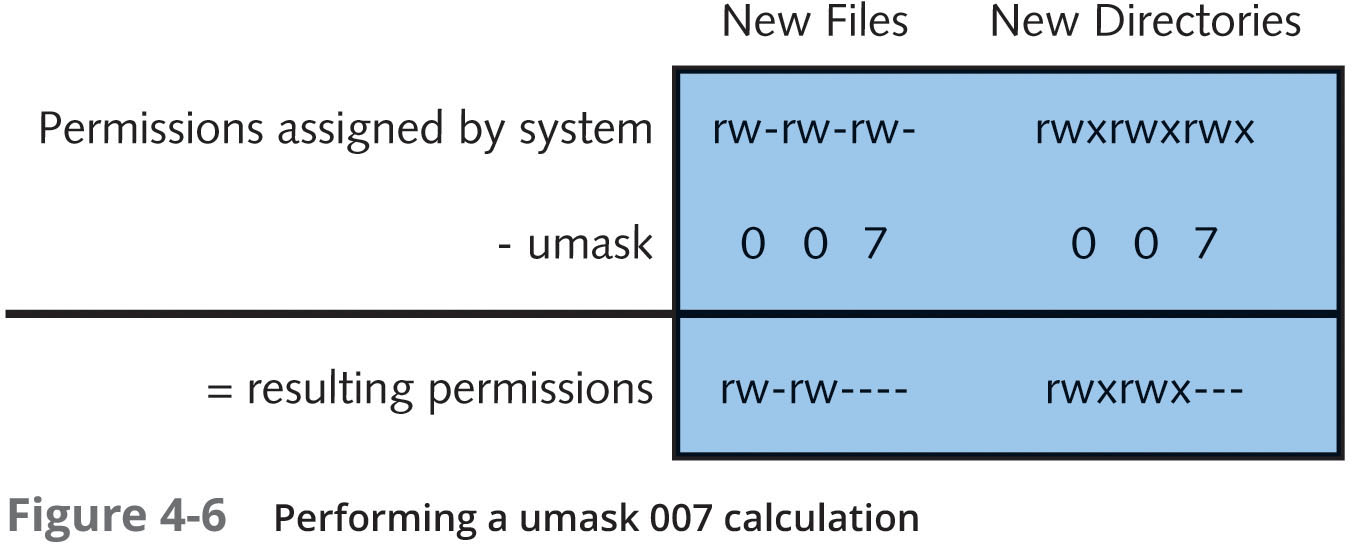 New Files New Directories
Permissions assigned by system rw-rw-rw- rwxrwxrwx
- umask 0 0 7 0 0 7
= resulting permissions rw-rw---- rwxrwx---
Figure 4-6 Performing a umask 007 calculation